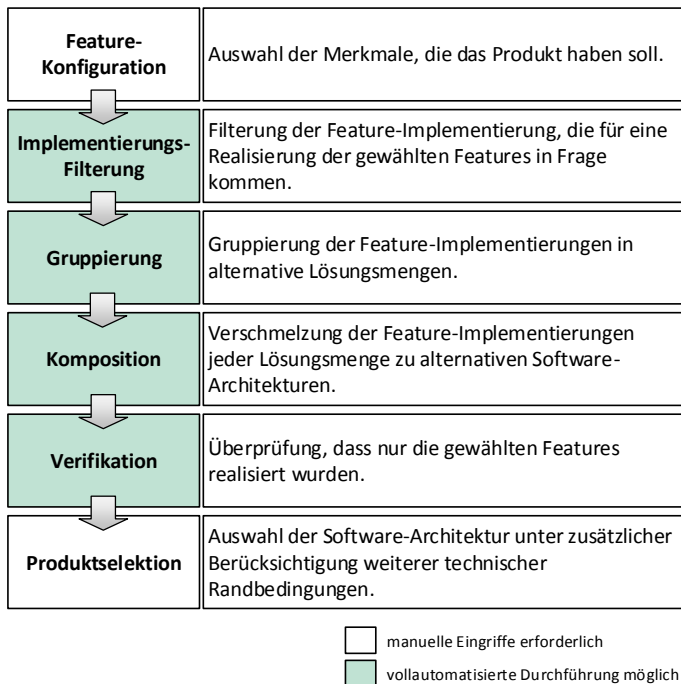 Feature-
Konfiguration
Auswahl der Merkmale, die das Produkt haben soll.
Implementierungs-
Filterung
Filterung der Feature-Implementierung, die für eine
Realisierung der gewählten Features in Frage
kommen.
Gruppierung
Gruppierung der Feature-Implementierungen in
alternative Lösungsmengen.
Komposition
Verschmelzung der Feature-Implementierungen
jeder Lösungsmenge zu alternativen Software-
Architekturen.
Verifikation
Überprüfung, dass nur die gewählten Features
realisiert wurden.
Produktselektion
Auswahl der Software-Architektur unter zusätzlicher
Berücksichtigung weiterer technischer
Randbedingungen.
manuelle Eingriffe erforderlich
vollautomatisierte Durchführung möglich